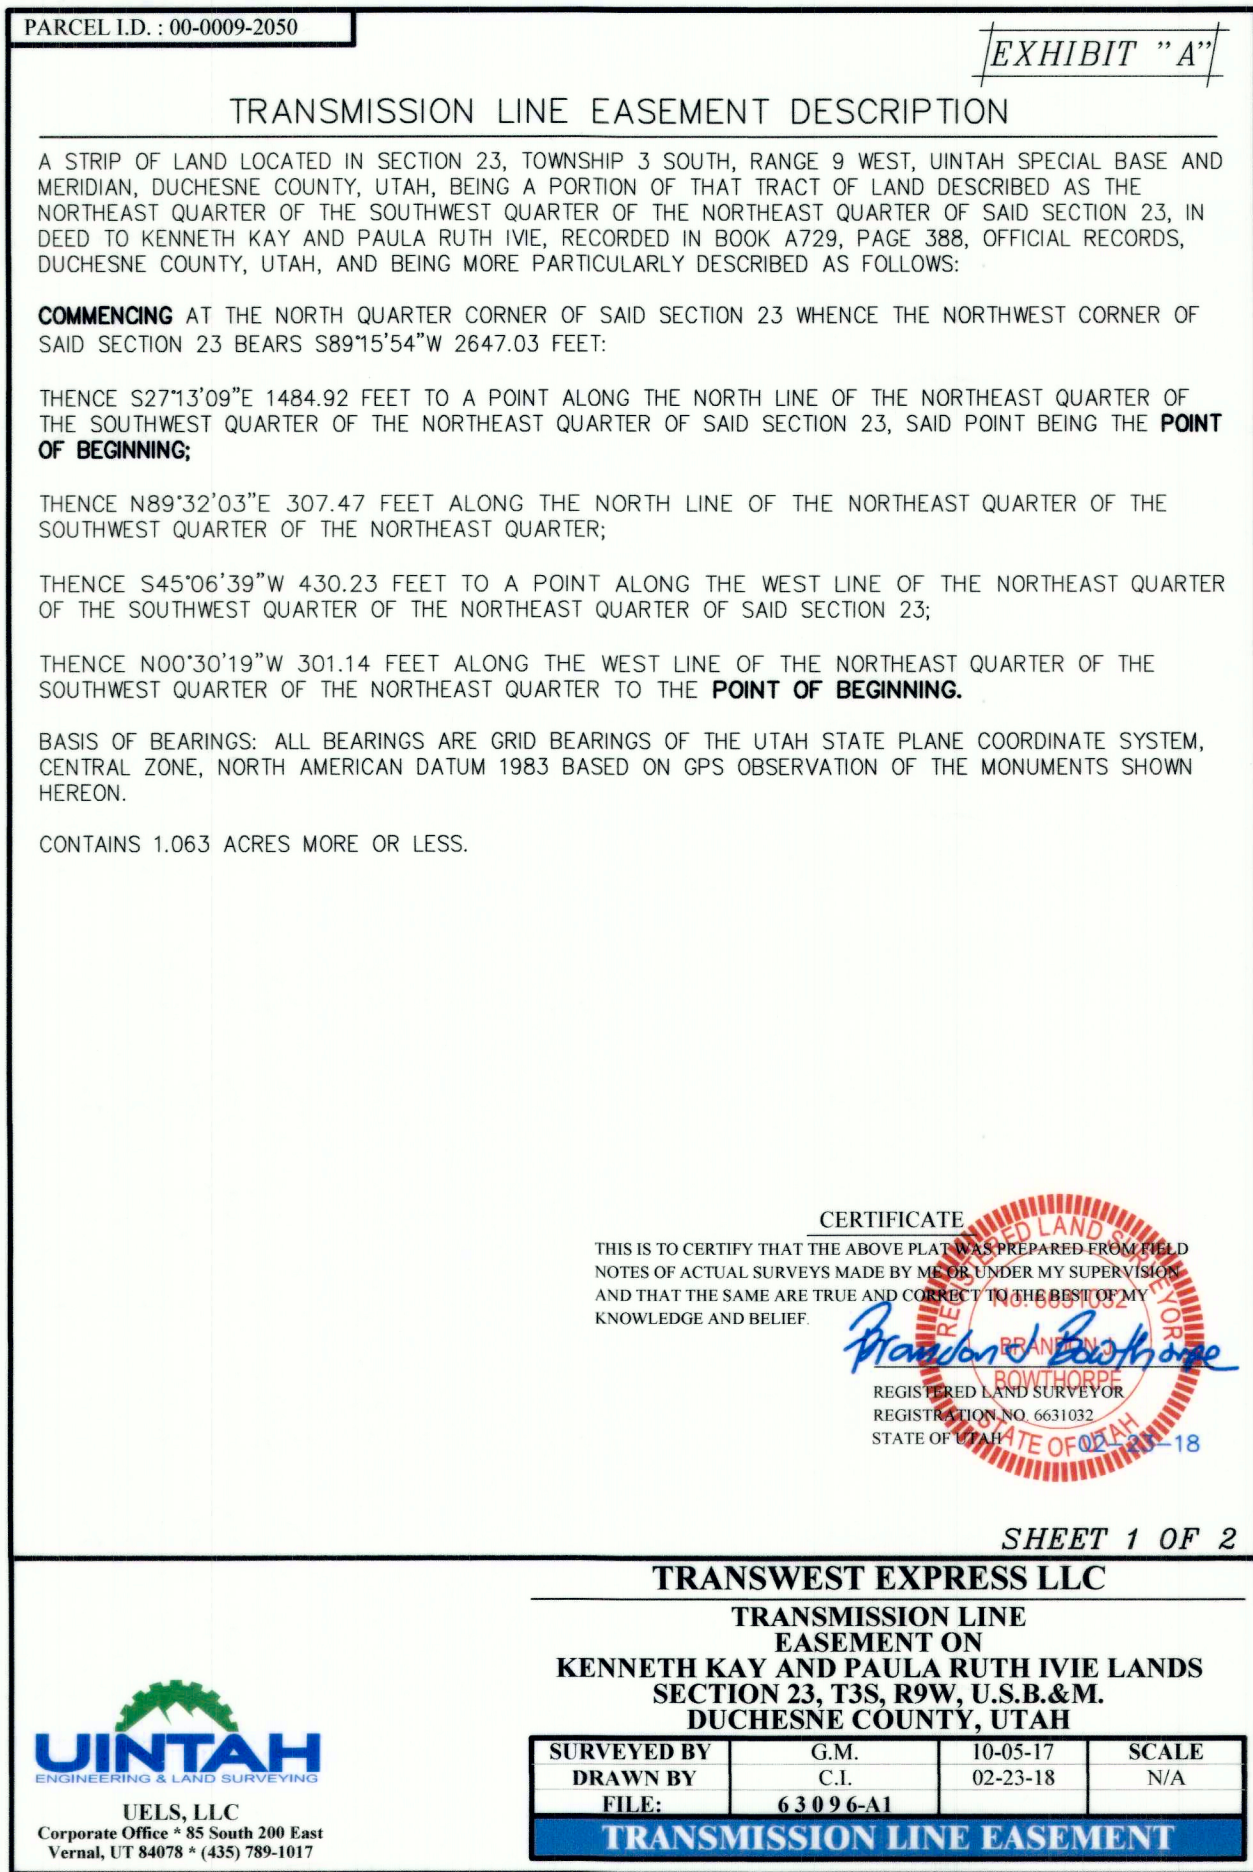 PARCEL I.D. : 00-0009-2050
EXHIBIT "A"
TRANSMISSION LINE EASEMENT DESCRIPTION
A STRIP OF LAND LOCATED IN SECTION 23, TOWNSHIP 3 SOUTH, RANGE 9 WEST, UINTAH SPECIAL BASE AND
MERIDIAN, DUCHESNE COUNTY, UTAH, BEING A PORTION OF THAT TRACT OF LAND DESCRIBED AS THE
NORTHEAST QUARTER OF THE SOUTHWEST QUARTER OF THE NORTHEAST QUARTER OF SAID SECTION 23, IN
DEED TO KENNETH KAY AND PAULA RUTH IVIE, RECORDED IN BOOK A729, PAGE 388, OFFICIAL RECORDS,
DUCHESNE COUNTY, UTAH, AND BEING MORE PARTICULARLY DESCRIBED AS FOLLOWS:
COMMENCING AT THE NORTH QUARTER CORNER OF SAID SECTION 23 WHENCE THE NORTHWEST CORNER OF
SAID SECTION 23 BEARS S89°15'54"W 2647.03 FEET:
THENCE S27°13'09"E 1484.92 FEET TO A POINT ALONG THE NORTH LINE OF THE NORTHEAST QUARTER OF
THE SOUTHWEST QUARTER OF THE NORTHEAST QUARTER OF SAID SECTION 23, SAID POINT BEING THE POINT
OF BEGINNING;
THENCE N89°32'03"E 307.47 FEET ALONG THE NORTH LINE OF THE NORTHEAST QUARTER OF THE
SOUTHWEST QUARTER OF THE NORTHEAST QUARTER;
THENCE S45°06'39"W 430.23 FEET TO A POINT ALONG THE WEST LINE OF THE NORTHEAST QUARTER
OF THE SOUTHWEST QUARTER OF THE NORTHEAST QUARTER OF SAID SECTION 23;
THENCE N00°30'19"W 301.14 FEET ALONG THE WEST LINE OF THE NORTHEAST QUARTER OF THE
SOUTHWEST QUARTER OF THE NORTHEAST QUARTER TO THE POINT OF BEGINNING.
BASIS OF BEARINGS: ALL BEARINGS ARE GRID BEARINGS OF THE UTAH STATE PLANE COORDINATE SYSTEM,
CENTRAL ZONE, NORTH AMERICAN DATUM 1983 BASED ON GPS OBSERVATION OF THE MONUMENTS SHOWN
HEREON.
CONTAINS 1.063 ACRES MORE OR LESS.
CERTIFICATE
THIS IS TO CERTIFY THAT THE ABOVE PLAT WAS PREPARED FROM FIELD
NOTES OF ACTUAL SURVEYS MADE BY ME OR UNDER MY SUPERVISION
AND THAT THE SAME ARE TRUE AND CORRECT TO THE BEST OF MY
KNOWLEDGE AND BELIEF.
REGISTERED LAND SURVEYOR
No. 6631032
BRANDON J.
BOWTHORPE
STATE OF UTAH
Brandon J Bowthorpe
REGISTERED LAND SURVEYOR
REGISTRATION NO. 6631032
STATE OF UTAH
02-23-18
SHEET 1 OF 2
TRANSWEST EXPRESS LLC
TRANSMISSION LINE
EASEMENT ON
KENNETH KAY AND PAULA RUTH IVIE LANDS
SECTION 23, T3S, R9W, U.S.B.&M.
DUCHESNE COUNTY, UTAH
UINTAH
ENGINEERING & LAND SURVEYING
UELS, LLC
Corporate Office * 85 South 200 East
Vernal, UT 84078 * (435) 789-1017
SURVEYED BY G.M. 10-05-17 SCALE
DRAWN BY C.I. 02-23-18 N/A
FILE: 63096-A1
TRANSMISSION LINE EASEMENT